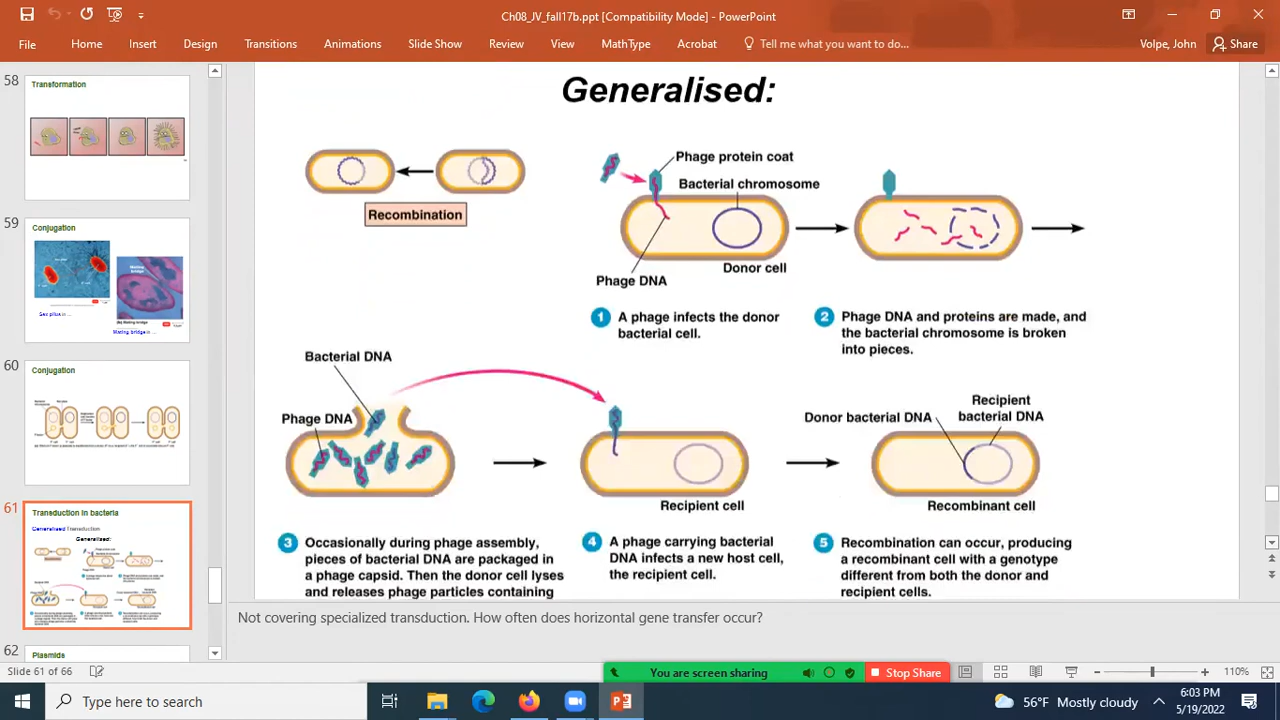 Ch08_JV_fall17b.ppt [Compatibility Mode] - PowerPoint
File Home Insert Design Transitions Animations Slide Show Review View MathType Acrobat Tell me what you want to do... Volpe, John Share
58
Transformation
59
Conjugation
60
Conjugation
61
Transduction in bacteria
Generalised Transduction
Generalised:
62
Plasmids
Generalised:
Recombination
Phage protein coat
Bacterial chromosome
Phage DNA
Donor cell
1 A phage infects the donor
bacterial cell.
2 Phage DNA and proteins are made, and
the bacterial chromosome is broken
into pieces.
Bacterial DNA
Phage DNA
3 Occasionally during phage assembly,
pieces of bacterial DNA are packaged in
a phage capsid. Then the donor cell lyses
and releases phage particles containing
Recipient cell
4 A phage carrying bacterial
DNA infects a new host cell,
the recipient cell.
Donor bacterial DNA
Recipient
bacterial DNA
Recombinant cell
5 Recombination can occur, producing
a recombinant cell with a genotype
different from both the donor and
recipient cells.
Not covering specialized transduction. How often does horizontal gene transfer occur?
Slide 61 of 66
You are screen sharing
Stop Share
110%
Type here to search
56°F Mostly cloudy
6:03 PM
5/19/2022